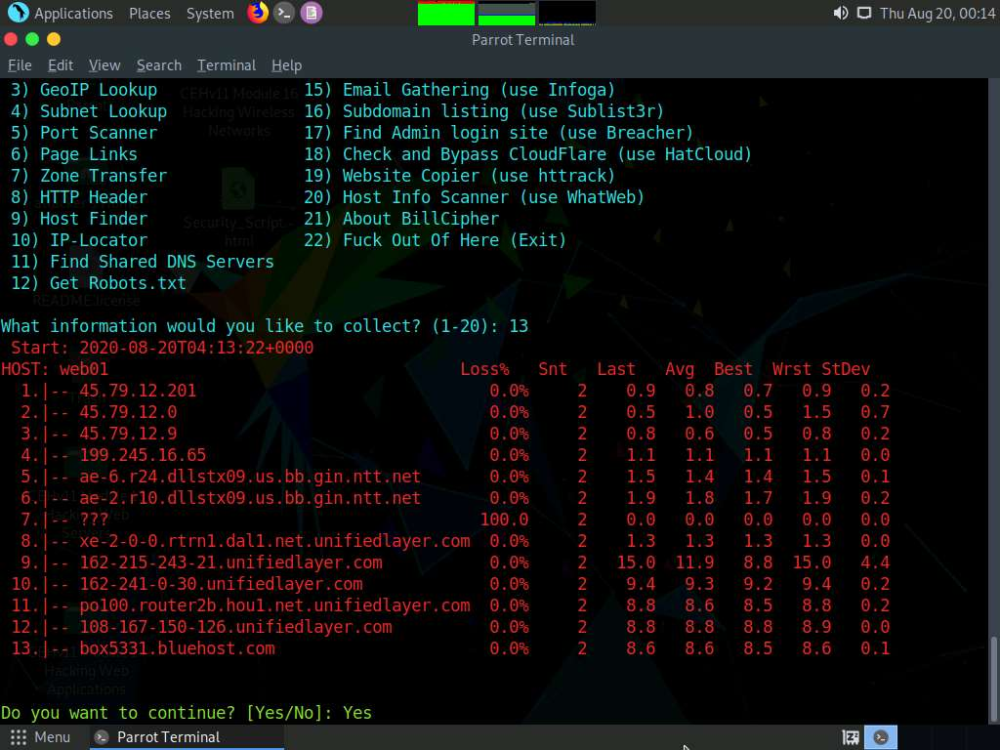 Applications Places System Thu Aug 20, 00:14
Parrot Terminal
File Edit View Search Terminal Help
3) GeoIP Lookup 15) Email Gathering (use Infoga)
4) Subnet Lookup 16) Subdomain listing (use Sublist3r)
5) Port Scanner 17) Find Admin login site (use Breacher)
6) Page Links 18) Check and Bypass CloudFlare (use HatCloud)
7) Zone Transfer 19) Website Copier (use httrack)
8) HTTP Header 20) Host Info Scanner (use WhatWeb)
9) Host Finder 21) About BillCipher
10) IP-Locator 22) Fuck Out Of Here (Exit)
11) Find Shared DNS Servers
12) Get Robots.txt
CEHv11 Module 16
Hacking Wireless
Networks
Security_Script.
html
README.license
What information would you like to collect? (1-20): 13
Start: 2020-08-20T04:13:22+0000
HOST: web01 Loss% Snt Last Avg Best Wrst StDev
1.|-- 45.79.12.201 0.0% 2 0.9 0.8 0.7 0.9 0.2
2.|-- 45.79.12.0 0.0% 2 0.5 1.0 0.5 1.5 0.7
3.|-- 45.79.12.9 0.0% 2 0.8 0.6 0.5 0.8 0.2
4.|-- 199.245.16.65 0.0% 2 1.1 1.1 1.1 1.1 0.0
5.|-- ae-6.r24.dllstx09.us.bb.gin.ntt.net 0.0% 2 1.5 1.4 1.4 1.5 0.1
6.|-- ae-2.r10.dllstx09.us.bb.gin.ntt.net 0.0% 2 1.9 1.8 1.7 1.9 0.2
7.|-- ??? 100.0 2 0.0 0.0 0.0 0.0 0.0
8.|-- xe-2-0-0.rtrn1.dal1.net.unifiedlayer.com 0.0% 2 1.3 1.3 1.3 1.3 0.0
9.|-- 162-215-243-21.unifiedlayer.com 0.0% 2 15.0 11.9 8.8 15.0 4.4
10.|-- 162-241-0-30.unifiedlayer.com 0.0% 2 9.4 9.3 9.2 9.4 0.2
11.|-- po100.router2b.hou1.net.unifiedlayer.com 0.0% 2 8.8 8.6 8.5 8.8 0.2
12.|-- 108-167-150-126.unifiedlayer.com 0.0% 2 8.8 8.8 8.8 8.9 0.0
13.|-- box5331.bluehost.com 0.0% 2 8.6 8.6 8.5 8.6 0.1
Hacking Web
Applications
Do you want to continue? [Yes/No]: Yes
Menu Parrot Terminal